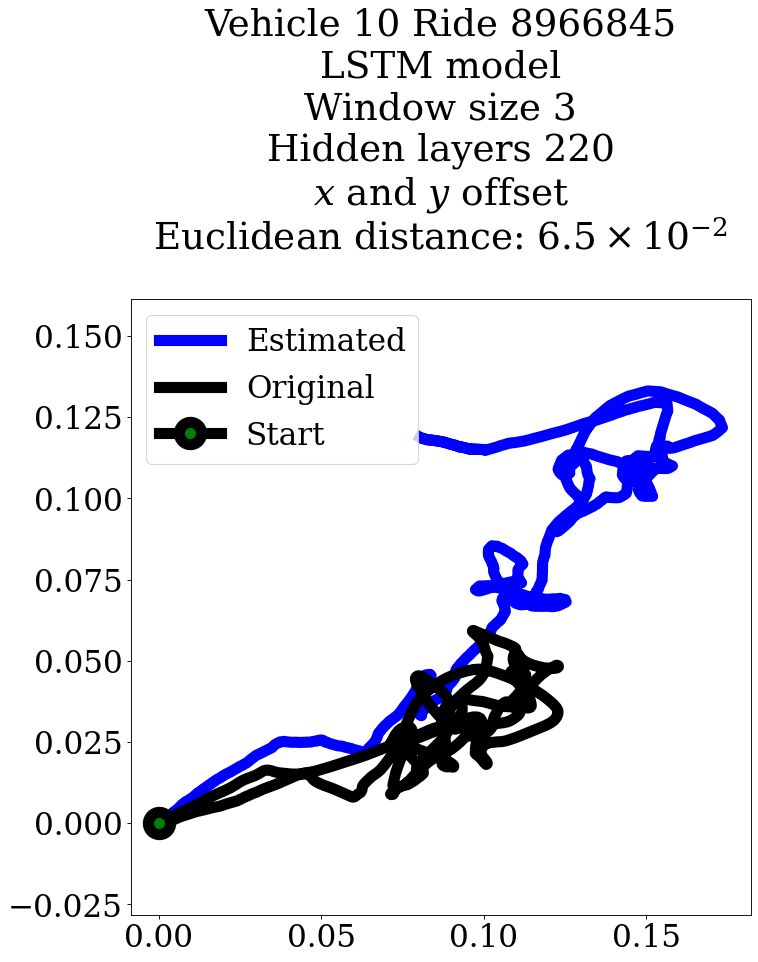 Vehicle 10 Ride 8966845
LSTM model
Window size 3
Hidden layers 220
x and y offset
Euclidean distance: 6.5 × 10⁻²
Estimated
Original
Start
0.150
0.125
0.100
0.075
0.050
0.025
0.000
−0.025
0.00 0.05 0.10 0.15